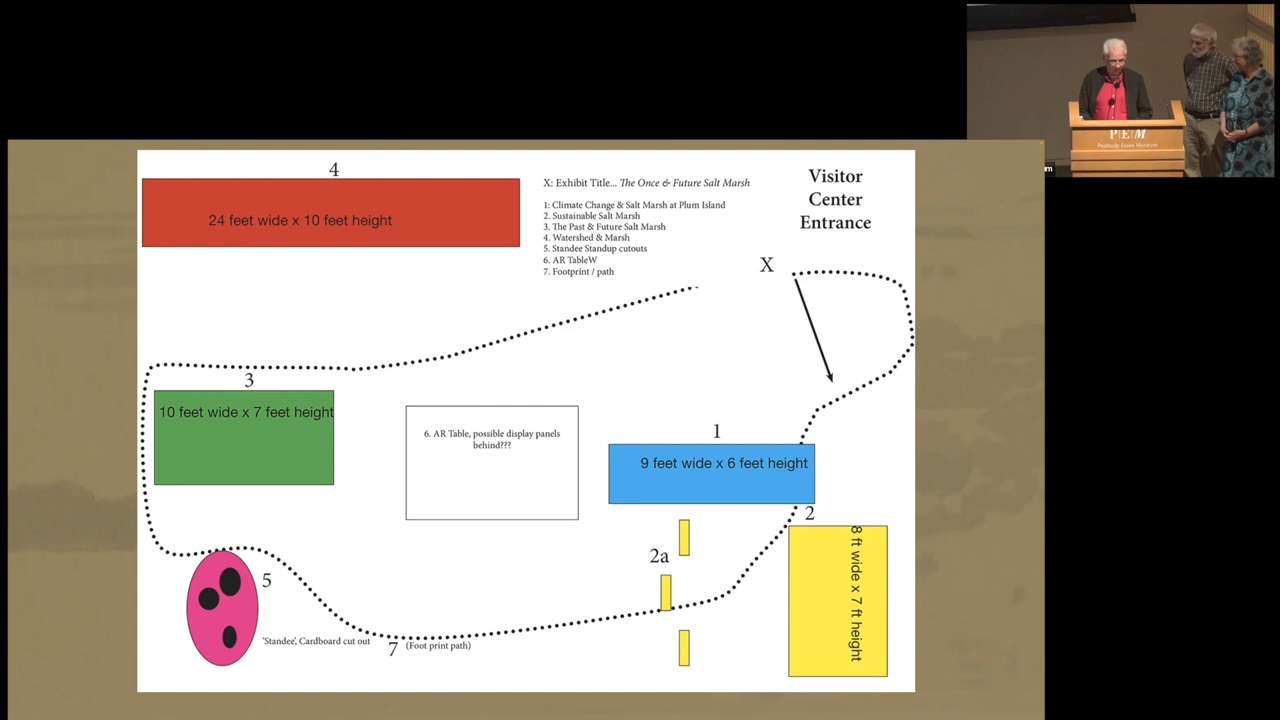 PEM
Peabody Essex Museum
m
4
24 feet wide x 10 feet height
X: Exhibit Title... The Once & Future Salt Marsh
1: Climate Change & Salt Marsh at Plum Island
2. Sustainable Salt Marsh
3. The Past & Future Salt Marsh
4. Watershed & Marsh
5. Standee Standup cutouts
6. AR TableW
7. Footprint / path
Visitor
Center
Entrance
X
3
10 feet wide x 7 feet height
6. AR Table, possible display panels
behind???
1
9 feet wide x 6 feet height
2
8 ft wide x 7 ft height
2a
5
'Standee', Cardboard cut out
7
(Foot print path)